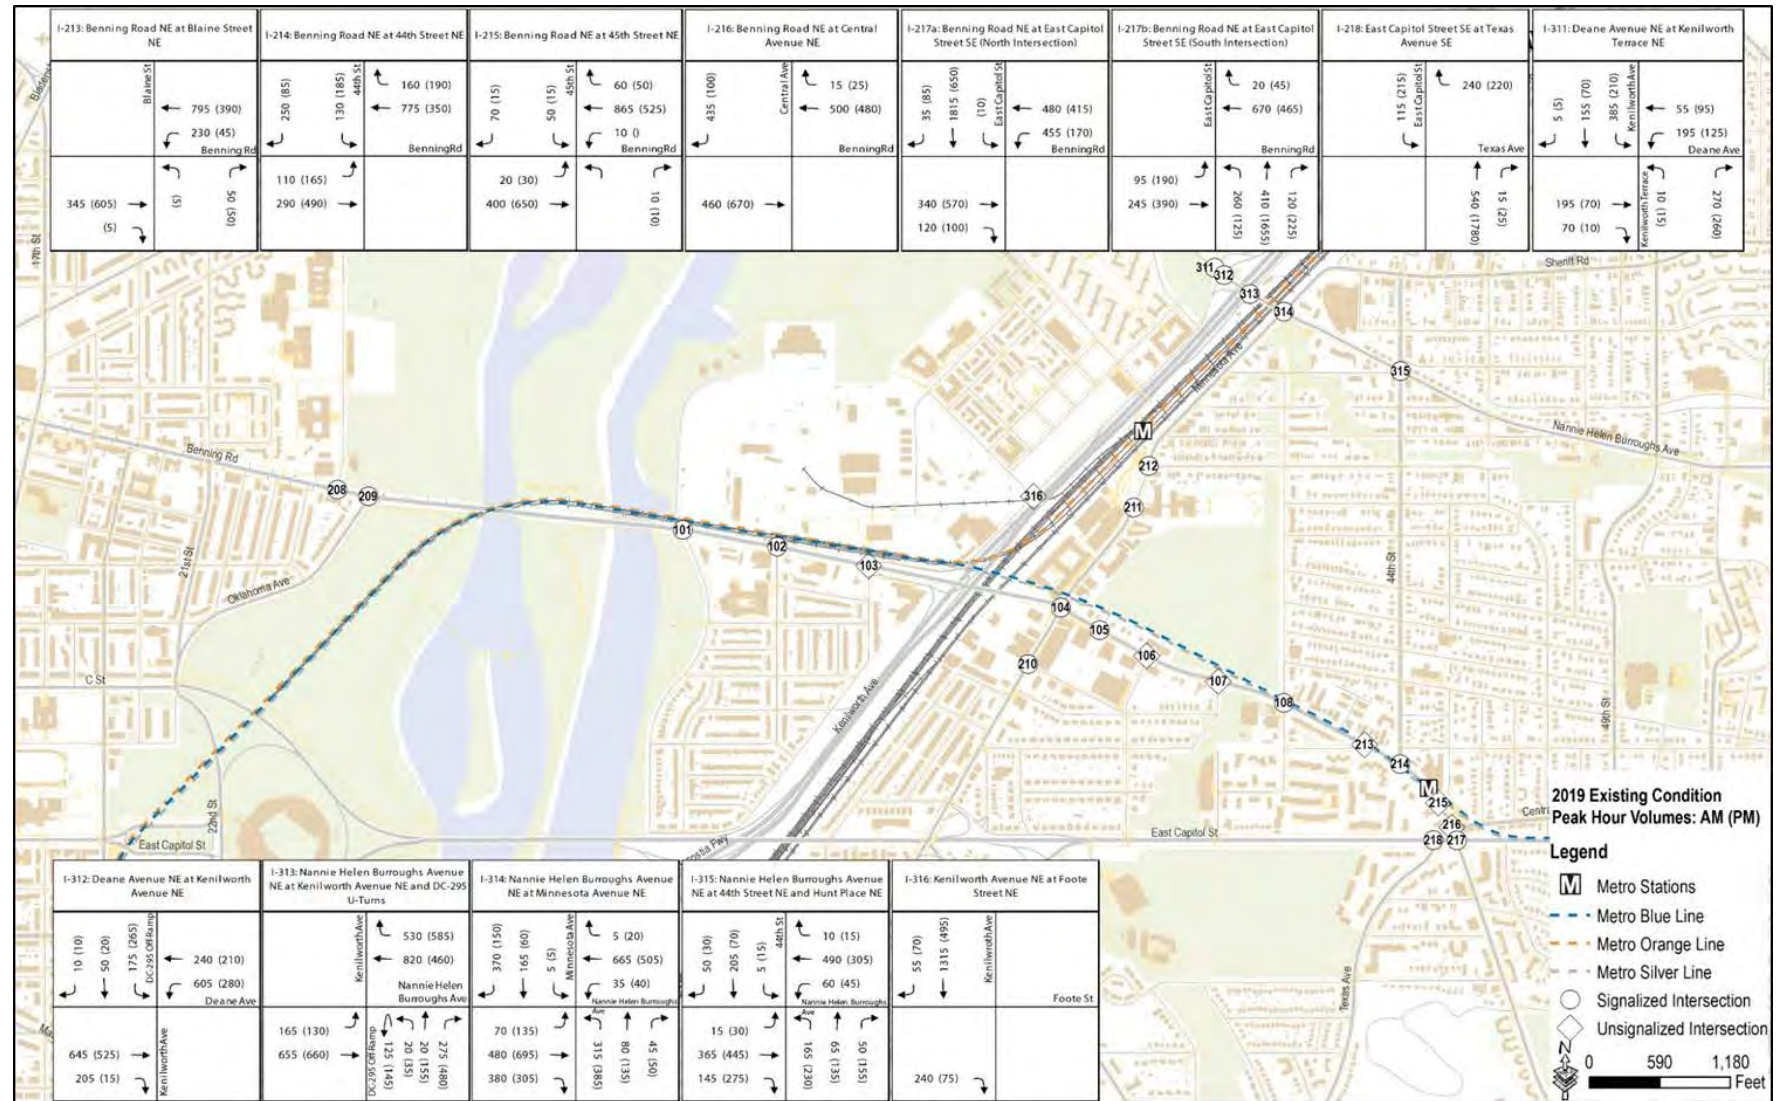 I-213: Benning Road NE at Blaine Street
NE
Blaine St
795 (390)
230 (45)
Benning Rd
345 (605)
(5)
(5)
50 (50)
I-214: Benning Road NE at 44th Street NE
250 (85)
130 (185)
44th St
160 (190)
775 (350)
Benning Rd
110 (165)
290 (490)
I-215: Benning Road NE at 45th Street NE
70 (15)
50 (15)
45th St
60 (50)
865 (525)
10 ()
Benning Rd
20 (30)
400 (650)
10 (10)
I-216: Benning Road NE at Central
Avenue NE
435 (100)
Central Ave
15 (25)
500 (480)
Benning Rd
460 (670)
I-217a: Benning Road NE at East Capitol
Street SE (North Intersection)
35 (85)
1815 (650)
(10)
East Capitol St
480 (415)
455 (170)
Benning Rd
340 (570)
120 (100)
I-217b: Benning Road NE at East Capitol
Street SE (South Intersection)
East Capitol St
20 (45)
670 (465)
Benning Rd
95 (190)
245 (390)
260 (125)
410 (1655)
120 (225)
I-218: East Capitol Street SE at Texas
Avenue SE
115 (215)
East Capitol St
240 (220)
Texas Ave
540 (1780)
15 (25)
I-311: Deane Avenue NE at Kenilworth
Terrace NE
5 (5)
155 (70)
385 (210)
Kenilworth Ave
55 (95)
195 (125)
Deane Ave
195 (70)
70 (10)
Kenilworth Terrace
10 (15)
270 (260)
17th St
Sheriff Rd
311
312
313
314
315
Minnesota Ave
Nannie Helen Burroughs Ave
M
212
211
316
Benning Rd
208
209
101
102
103
104
105
106
107
108
210
21st St
Oklahoma Ave
44th St
C St
Kenilworth Ave
49th St
213
214
M
215
216
218
217
22nd St
East Capitol St
East Capitol St
Texas Ave
2019 Existing Condition
Peak Hour Volumes: AM (PM)
Legend
M Metro Stations
Metro Blue Line
Metro Orange Line
Metro Silver Line
Signalized Intersection
Unsignalized Intersection
N
0 590 1,180
Feet
I-312: Deane Avenue NE at Kenilworth
Avenue NE
10 (10)
50 (20)
175 (265)
DC-295 Off-Ramp
240 (210)
605 (280)
Deane Ave
645 (525)
205 (15)
Kenilworth Ave
I-313: Nannie Helen Burroughs Avenue
NE at Kenilworth Avenue NE and DC-295
U-Turns
Kenilworth Ave
530 (585)
820 (460)
Nannie Helen
Burroughs Ave
165 (130)
655 (660)
DC-295 Off-Ramp
125 (145)
20 (35)
20 (155)
275 (480)
I-314: Nannie Helen Burroughs Avenue
NE at Minnesota Avenue NE
370 (150)
165 (60)
5 (5)
Minnesota Ave
5 (20)
665 (505)
35 (40)
Nannie Helen Burroughs
Ave
70 (135)
480 (695)
380 (305)
315 (385)
80 (135)
45 (50)
I-315: Nannie Helen Burroughs Avenue
NE at 44th Street NE and Hunt Place NE
50 (30)
205 (70)
5 (15)
44th St
10 (15)
490 (305)
60 (45)
Nannie Helen Burroughs
Ave
15 (30)
365 (445)
145 (275)
165 (230)
65 (135)
50 (155)
I-316: Kenilworth Avenue NE at Foote
Street NE
55 (70)
1315 (495)
Kenilwroth Ave
Foote St
240 (75)